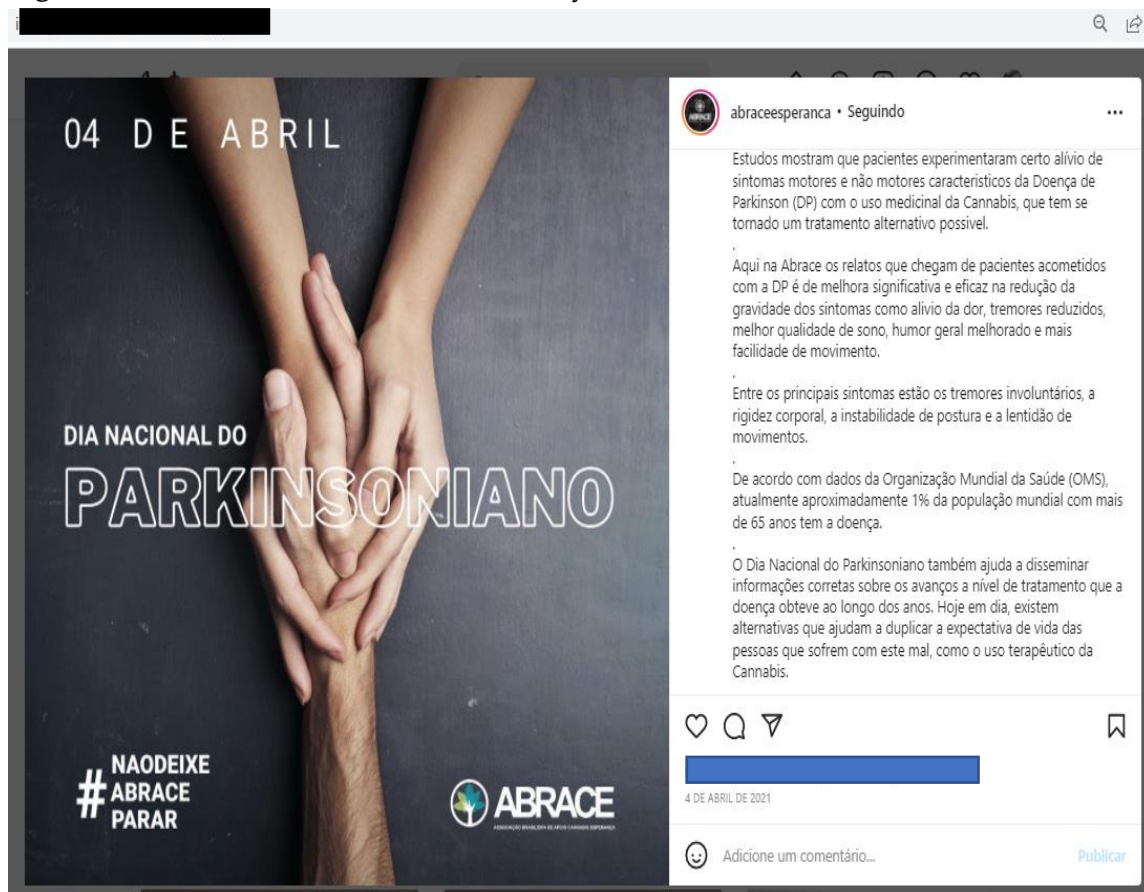 04 DE ABRIL
DIA NACIONAL DO
PARKINSONIANO
#NAODEIXE
ABRACE
PARAR
ABRACE
ASSOCIAÇÃO BRASILEIRA DE APOIO CANNABIS ESPERANÇA
abraceesperanca • Seguindo
Estudos mostram que pacientes experimentaram certo alívio de
sintomas motores e não motores caracteristicos da Doença de
Parkinson (DP) com o uso medicinal da Cannabis, que tem se
tornado um tratamento alternativo possivel.
.
Aqui na Abrace os relatos que chegam de pacientes acometidos
com a DP é de melhora significativa e eficaz na redução da
gravidade dos sintomas como alivio da dor, tremores reduzidos,
melhor qualidade de sono, humor geral melhorado e mais
facilidade de movimento.
.
Entre os principais sintomas estão os tremores involuntários, a
rigidez corporal, a instabilidade de postura e a lentidão de
movimentos.
.
De acordo com dados da Organização Mundial da Saúde (OMS),
atualmente aproximadamente 1% da população mundial com mais
de 65 anos tem a doença.
.
O Dia Nacional do Parkinsoniano também ajuda a disseminar
informações corretas sobre os avanços a nível de tratamento que a
doença obteve ao longo dos anos. Hoje em dia, existem
alternativas que ajudam a duplicar a expectativa de vida das
pessoas que sofrem com este mal, como o uso terapêutico da
Cannabis.
4 DE ABRIL DE 2021
Adicione um comentário...
Publicar